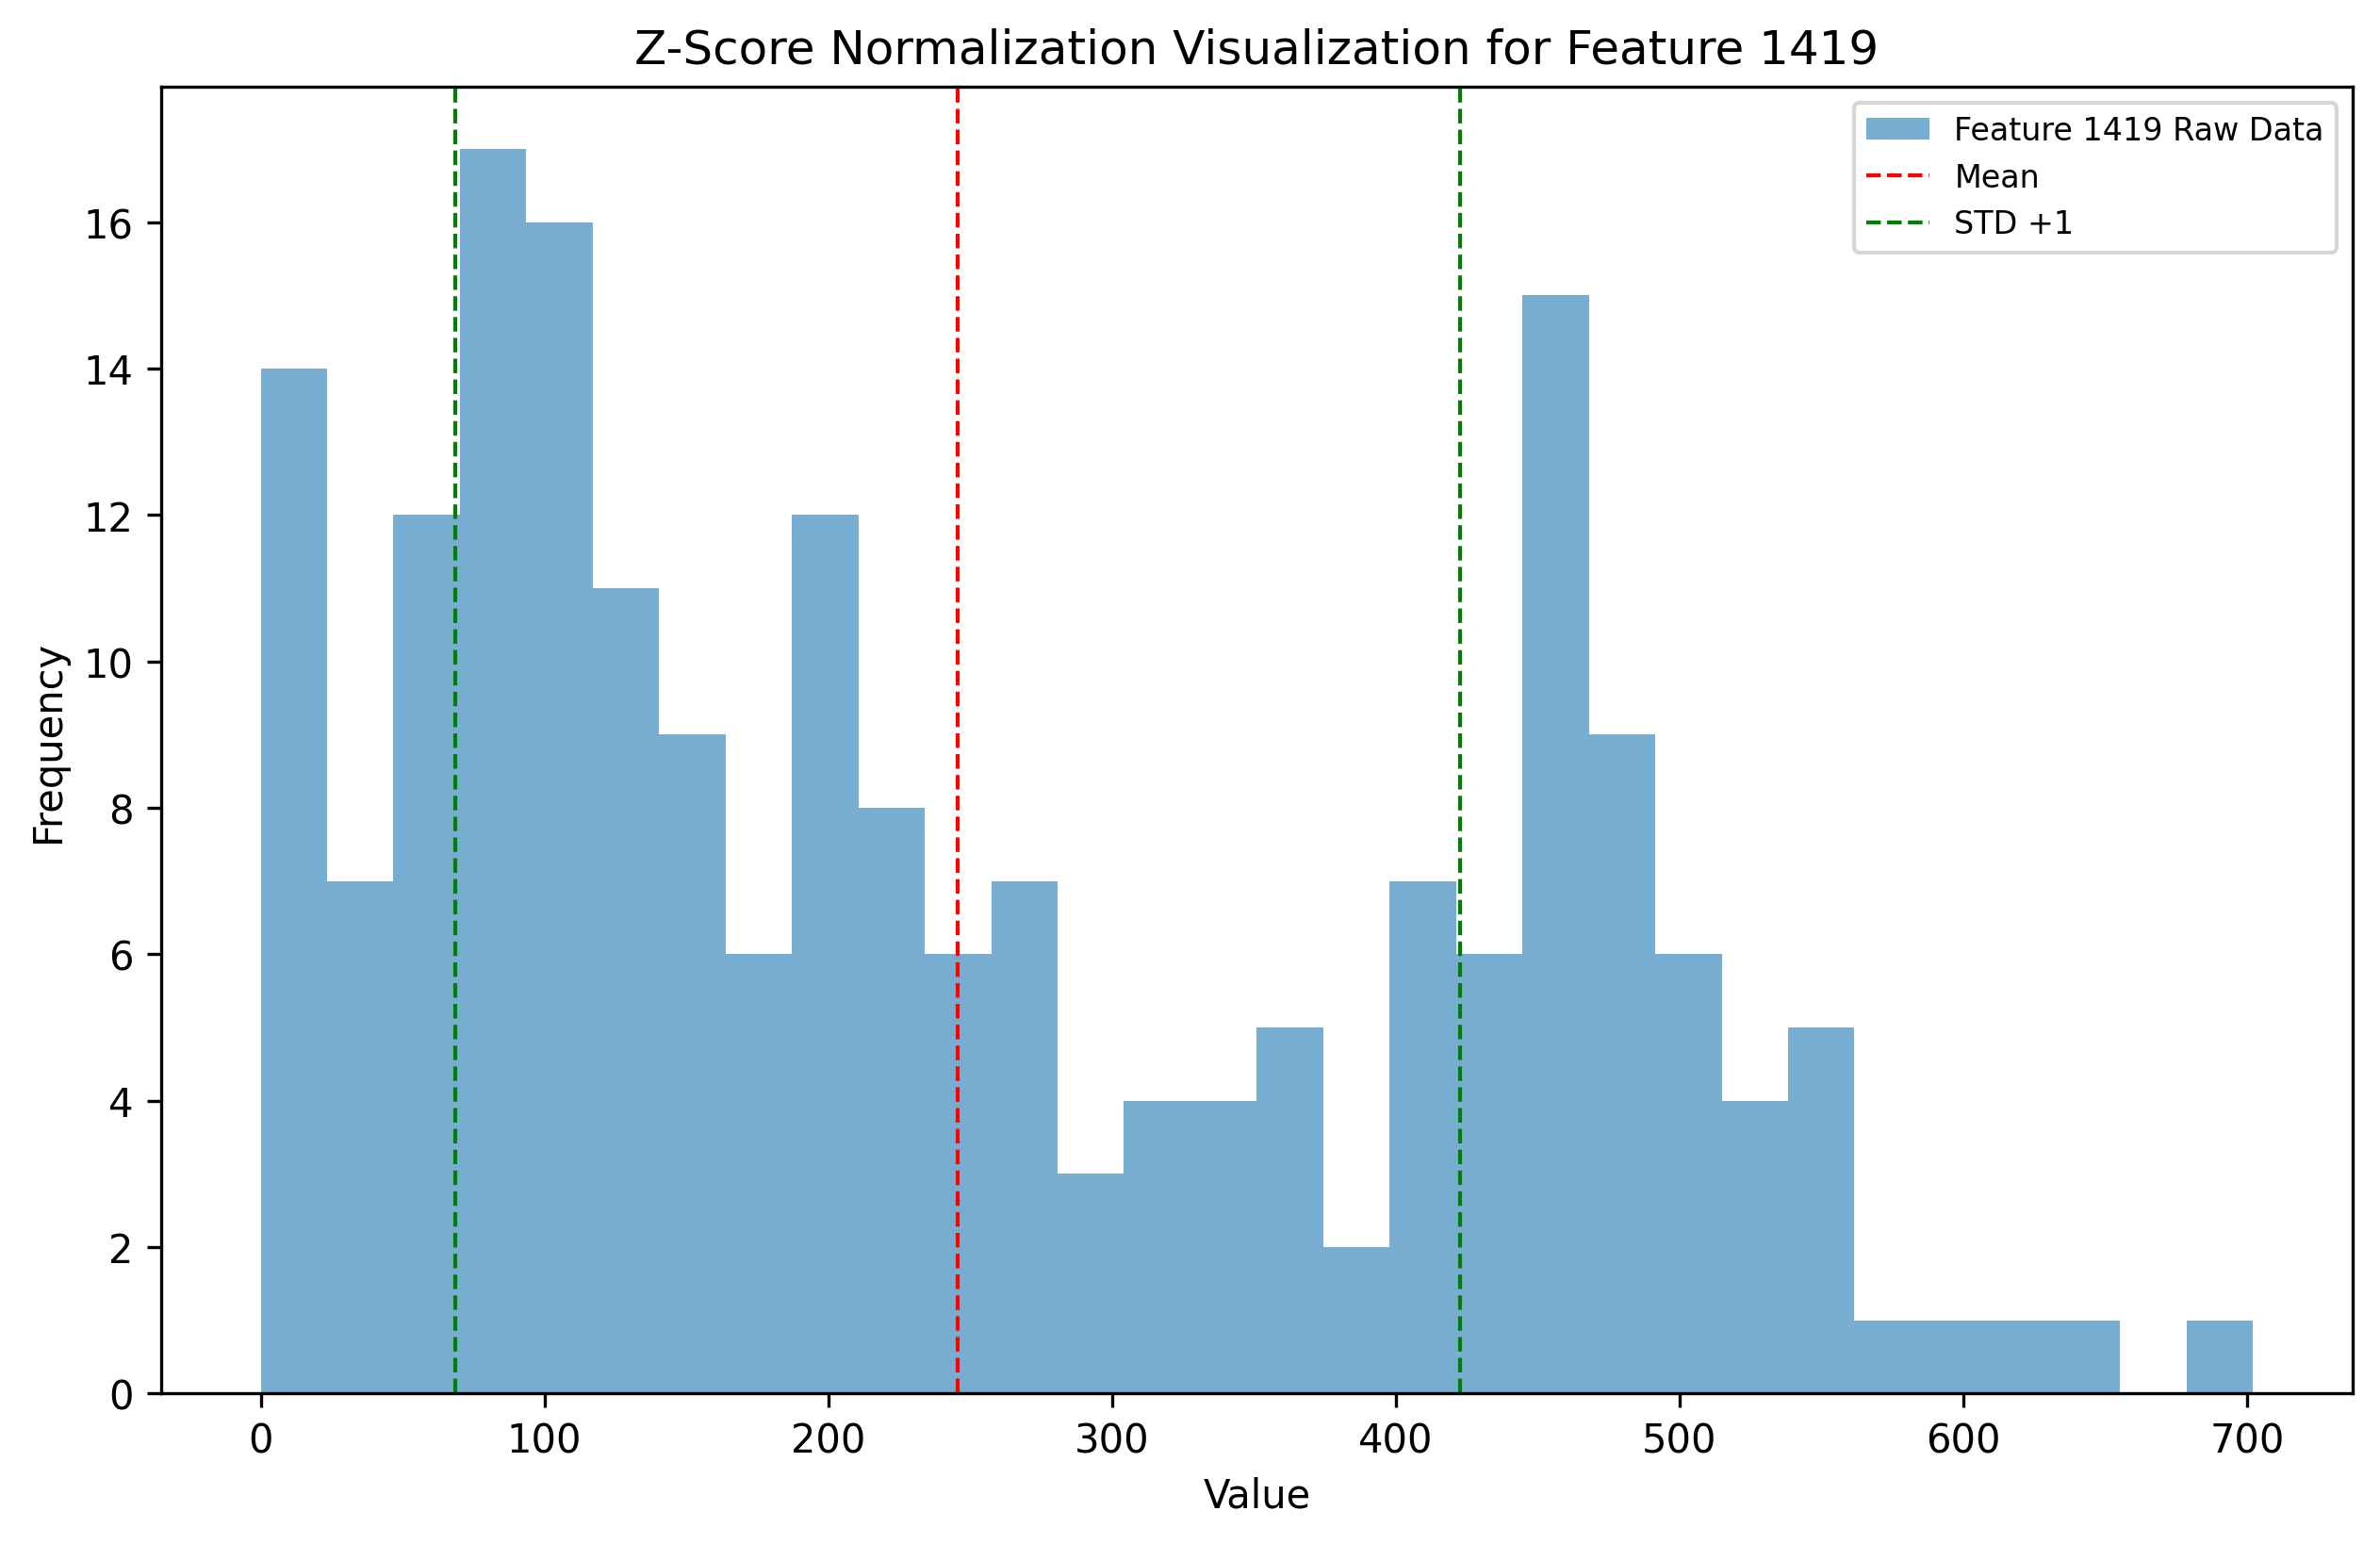 Z-Score Normalization Visualization for Feature 1419
Feature 1419 Raw Data
Mean
STD +1
Frequency
16
14
12
10
8
6
4
2
0
0 100 200 300 400 500 600 700
Value